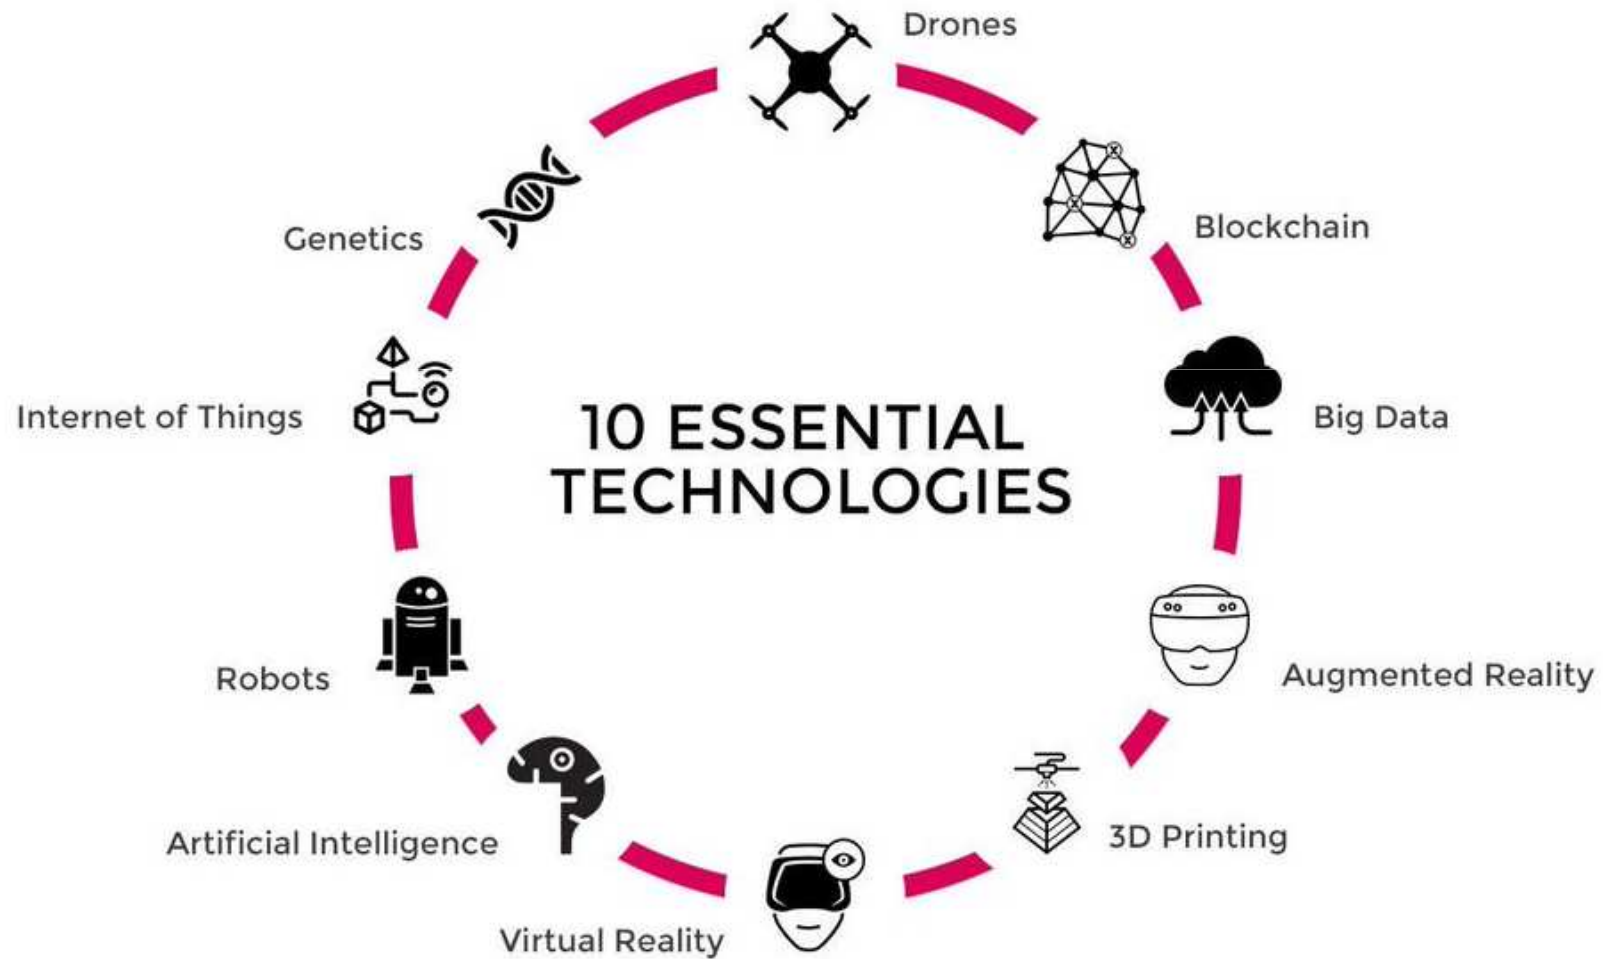 Drones
Blockchain
Big Data
Augmented Reality
3D Printing
Virtual Reality
Artificial Intelligence
Robots
Internet of Things
Genetics
10 ESSENTIAL
TECHNOLOGIES